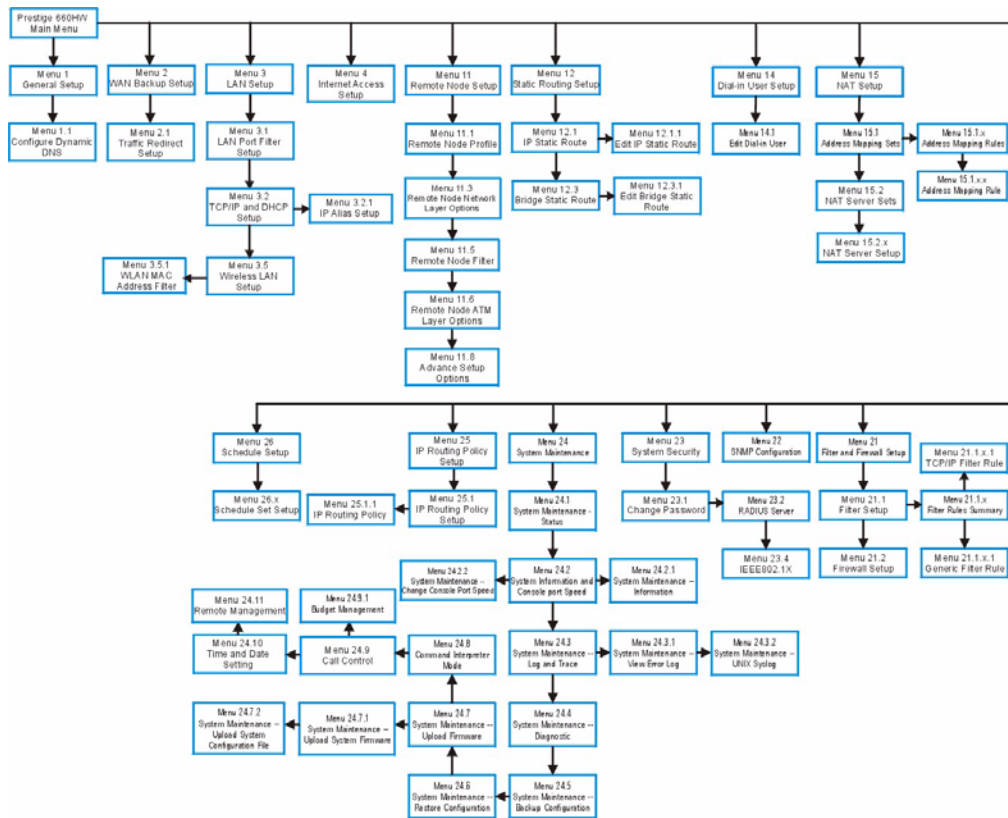 Prestige 660HW
Main Menu
Menu 1
General Setup
Menu 2
WAN Backup Setup
Menu 3
LAN Setup
Menu 4
Internet Access
Setup
Menu 11
Remote Node Setup
Menu 12
Static Routing Setup
Menu 14
Dial-in User Setup
Menu 15
NAT Setup
Menu 1.1
Configure Dynamic
DNS
Menu 2.1
Traffic Redirect
Setup
Menu 3.1
LAN Port Filter
Setup
Menu 11.1
Remote Node Profile
Menu 12.1
IP Static Route
Menu 12.1.1
Edit IP Static Route
Menu 14.1
Edit Dial-in User
Menu 15.1
Address Mapping Sets
Menu 15.1.x
Address Mapping Rules
Menu 3.2
TCP/IP and DHCP
Setup
Menu 3.2.1
IP Alias Setup
Menu 11.3
Remote Node Network
Layer Options
Menu 12.3
Bridge Static Route
Menu 12.3.1
Edit Bridge Static
Route
Menu 15.1.x.x
Address Mapping Rule
Menu 15.2
NAT Server Sets
Menu 3.5.1
WLAN MAC
Address Filter
Menu 3.5
Wireless LAN
Setup
Menu 11.5
Remote Node Filter
Menu 15.2.x
NAT Server Setup
Menu 11.6
Remote Node ATM
Layer Options
Menu 11.8
Advance Setup
Options
Menu 26
Schedule Setup
Menu 25
IP Routing Policy
Setup
Menu 24
System Maintenance
Menu 23
System Security
Menu 22
SNMP Configuration
Menu 21
Filter and Firewall Setup
Menu 21.1.x.1
TCP/IP Filter Rule
Menu 26.x
Schedule Set Setup
Menu 25.1.1
IP Routing Policy
Menu 25.1
IP Routing Policy
Setup
Menu 24.1
System Maintenance -
Status
Menu 23.1
Change Password
Menu 23.2
RADIUS Server
Menu 21.1
Filter Setup
Menu 21.1.x
Filter Rules Summary
Menu 24.2.2
System Maintenance --
Change Console Port Speed
Menu 24.2
System Information and
Console port Speed
Menu 24.2.1
System Maintenance --
Information
Menu 23.4
IEEE802.1X
Menu 21.2
Firewall Setup
Menu 21.1.x.1
Generic Filter Rule
Menu 24.11
Remote Management
Menu 24.9.1
Budget Management
Menu 24.10
Time and Date
Setting
Menu 24.9
Call Control
Menu 24.8
Command Interpreter
Mode
Menu 24.3
System Maintenance --
Log and Trace
Menu 24.3.1
System Maintenance --
View Error Log
Menu 24.3.2
System Maintenance --
UNIX Syslog
Menu 24.7.2
System Maintenance --
Upload System
Configuration File
Menu 24.7.1
System Maintenance --
Upload System Firmware
Menu 24.7
System Maintenance --
Upload Firmware
Menu 24.4
System Maintenance --
Diagnostic
Menu 24.6
System Maintenance ---
Restore Configuration
Menu 24.5
System Maintenance --
Backup Configuration